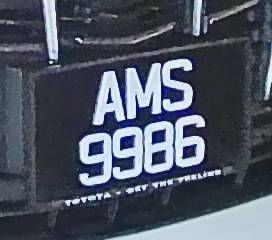 AMS
9986
TOYOTA - GET THE FEELING